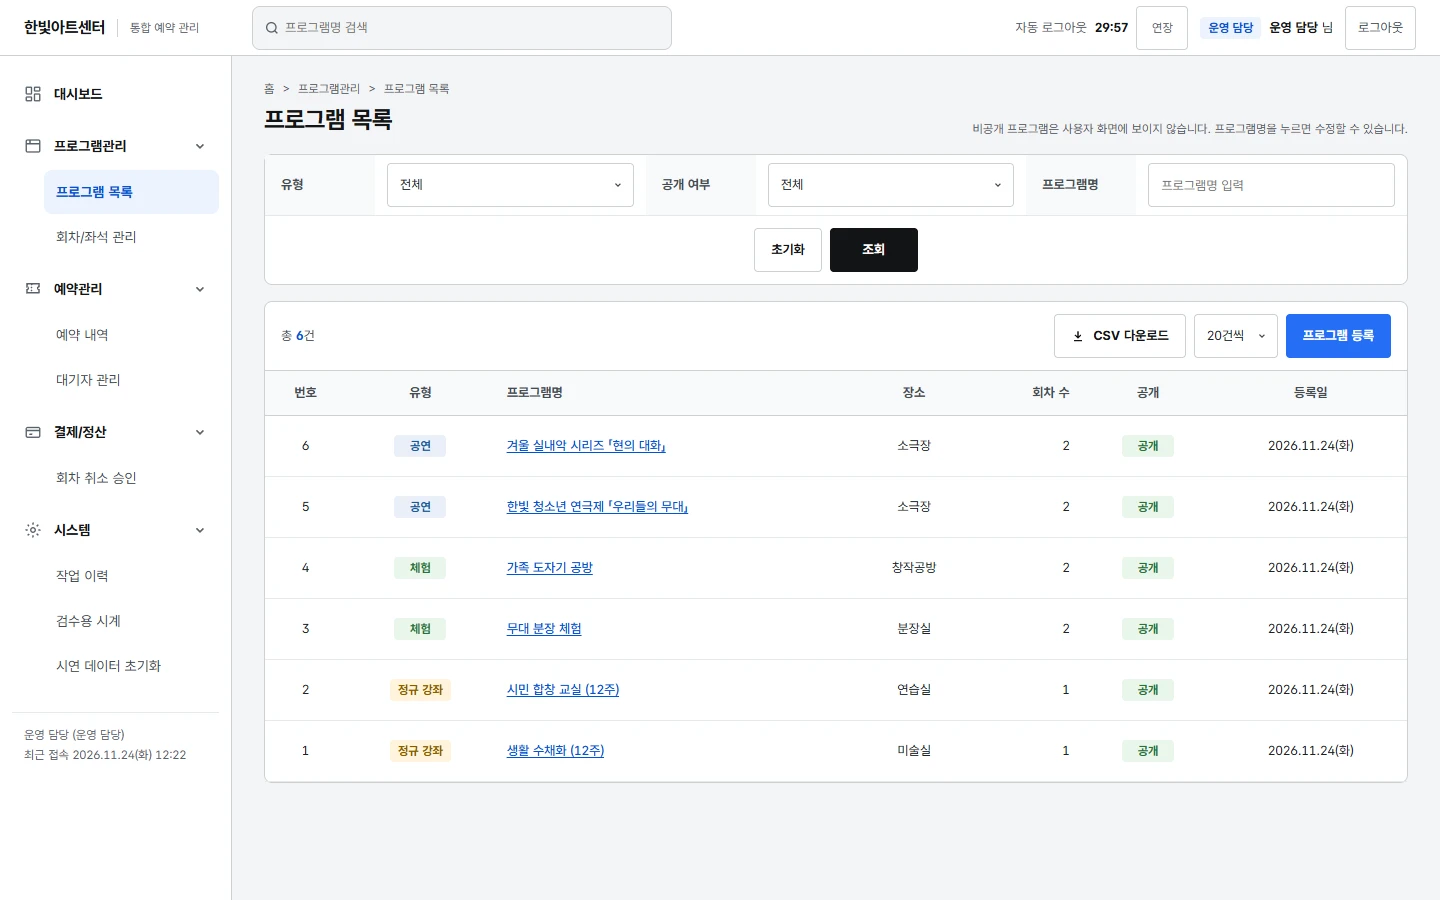 한빛아트센터 통합 예약 관리 프로그램명 검색 자동 로그아웃 29:57 연장 운영 담당 운영 담당 님 로그아웃
대시보드
프로그램관리
프로그램 목록
회차/좌석 관리
예약관리
예약 내역
대기자 관리
결제/정산
회차 취소 승인
시스템
작업 이력
검수용 시계
시연 데이터 초기화
운영 담당 (운영 담당)
최근 접속 2026.11.24(화) 12:22
홈 > 프로그램관리 > 프로그램 목록
프로그램 목록
비공개 프로그램은 사용자 화면에 보이지 않습니다. 프로그램명을 누르면 수정할 수 있습니다.
유형 전체 공개 여부 전체 프로그램명 프로그램명 입력
초기화 조회
총 6건 CSV 다운로드 20건씩 프로그램 등록
번호 유형 프로그램명 장소 회차 수 공개 등록일
6 공연 겨울 실내악 시리즈 「현의 대화」 소극장 2 공개 2026.11.24(화)
5 공연 한빛 청소년 연극제 「우리들의 무대」 소극장 2 공개 2026.11.24(화)
4 체험 가족 도자기 공방 창작공방 2 공개 2026.11.24(화)
3 체험 무대 분장 체험 분장실 2 공개 2026.11.24(화)
2 정규 강좌 시민 합창 교실 (12주) 연습실 1 공개 2026.11.24(화)
1 정규 강좌 생활 수채화 (12주) 미술실 1 공개 2026.11.24(화)